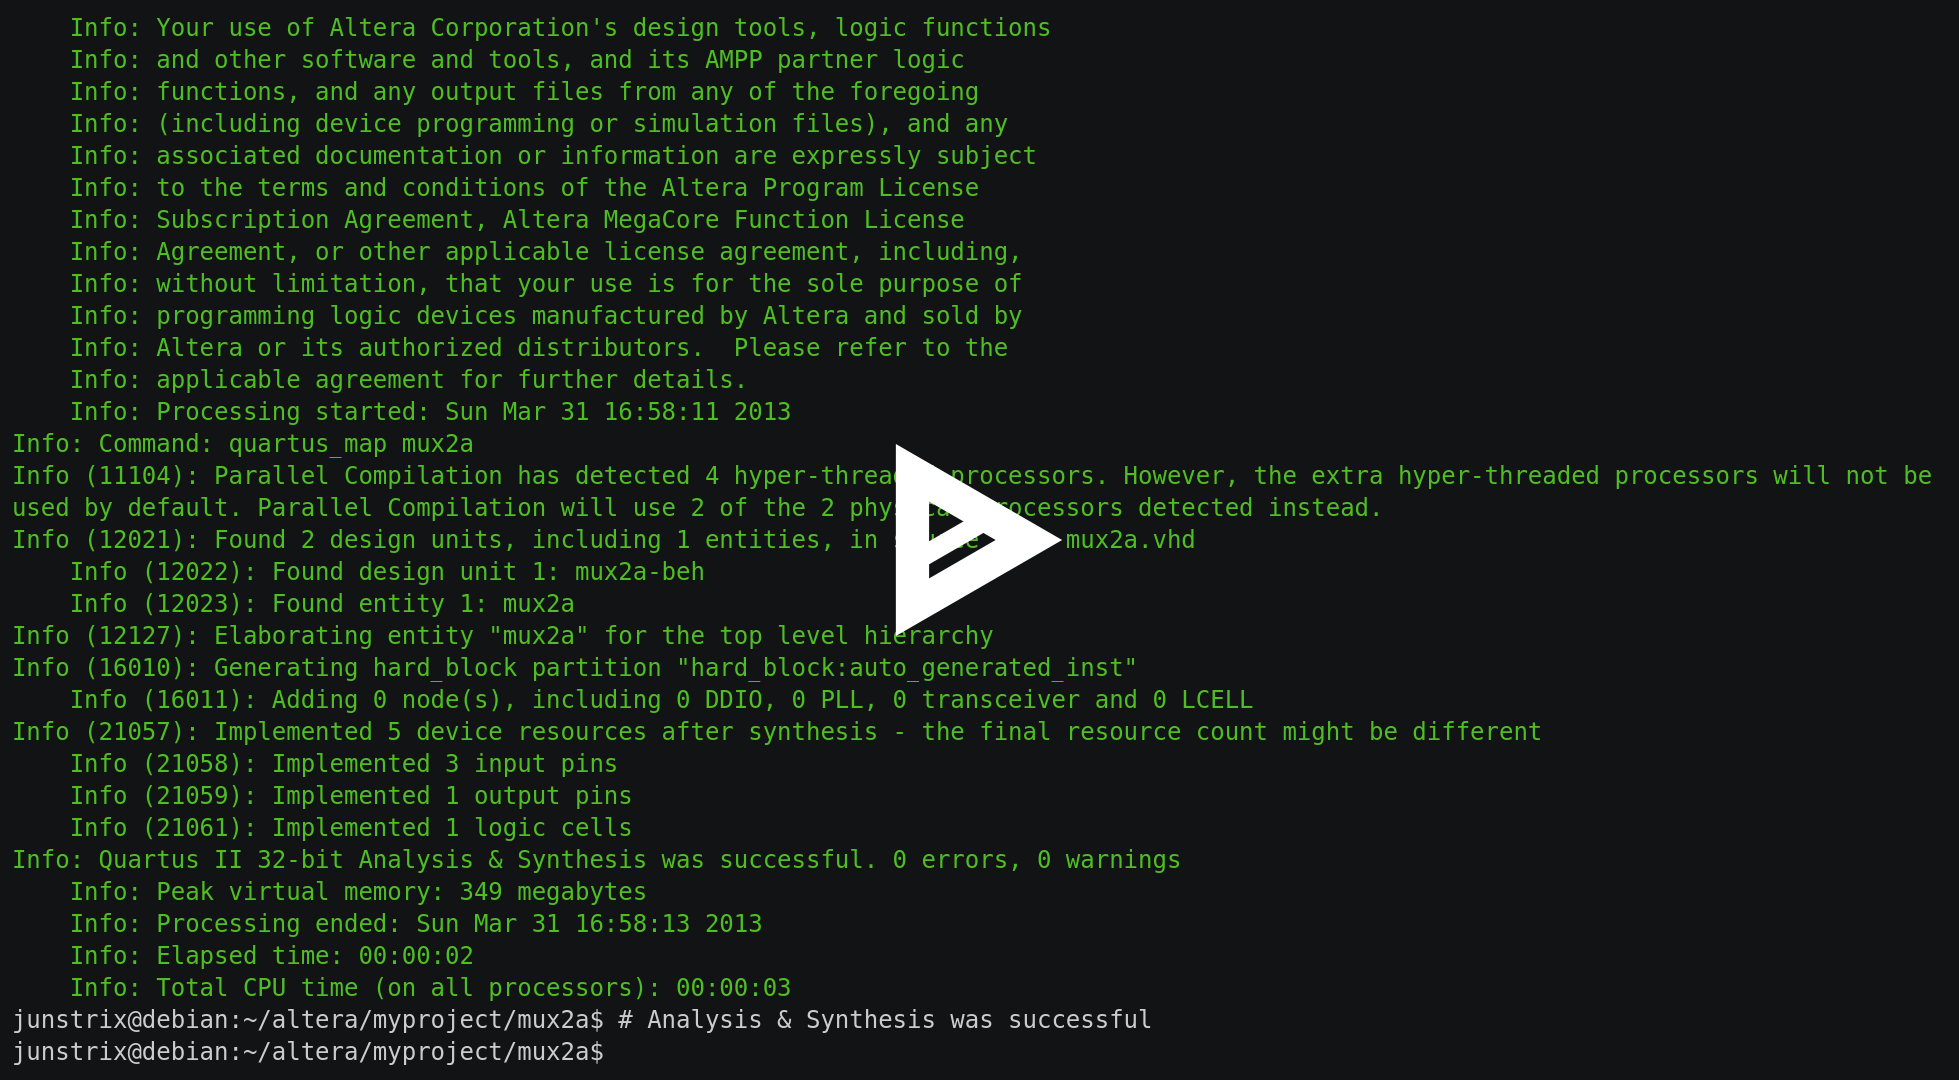 Info: Your use of Altera Corporation's design tools, logic functions
Info: and other software and tools, and its AMPP partner logic
Info: functions, and any output files from any of the foregoing
Info: (including device programming or simulation files), and any
Info: associated documentation or information are expressly subject
Info: to the terms and conditions of the Altera Program License
Info: Subscription Agreement, Altera MegaCore Function License
Info: Agreement, or other applicable license agreement, including,
Info: without limitation, that your use is for the sole purpose of
Info: programming logic devices manufactured by Altera and sold by
Info: Altera or its authorized distributors.  Please refer to the
Info: applicable agreement for further details.
Info: Processing started: Sun Mar 31 16:58:11 2013
Info: Command: quartus_map mux2a
Info (11104): Parallel Compilation has detected 4 hyper-threaded processors. However, the extra hyper-threaded processors will not be
used by default. Parallel Compilation will use 2 of the 2 physical processors detected instead.
Info (12021): Found 2 design units, including 1 entities, in source mux2a.vhd
Info (12022): Found design unit 1: mux2a-beh
Info (12023): Found entity 1: mux2a
Info (12127): Elaborating entity "mux2a" for the top level hierarchy
Info (16010): Generating hard_block partition "hard_block:auto_generated_inst"
Info (16011): Adding 0 node(s), including 0 DDIO, 0 PLL, 0 transceiver and 0 LCELL
Info (21057): Implemented 5 device resources after synthesis - the final resource count might be different
Info (21058): Implemented 3 input pins
Info (21059): Implemented 1 output pins
Info (21061): Implemented 1 logic cells
Info: Quartus II 32-bit Analysis & Synthesis was successful. 0 errors, 0 warnings
Info: Peak virtual memory: 349 megabytes
Info: Processing ended: Sun Mar 31 16:58:13 2013
Info: Elapsed time: 00:00:02
Info: Total CPU time (on all processors): 00:00:03
junstrix@debian:~/altera/myproject/mux2a$ # Analysis & Synthesis was successful
junstrix@debian:~/altera/myproject/mux2a$